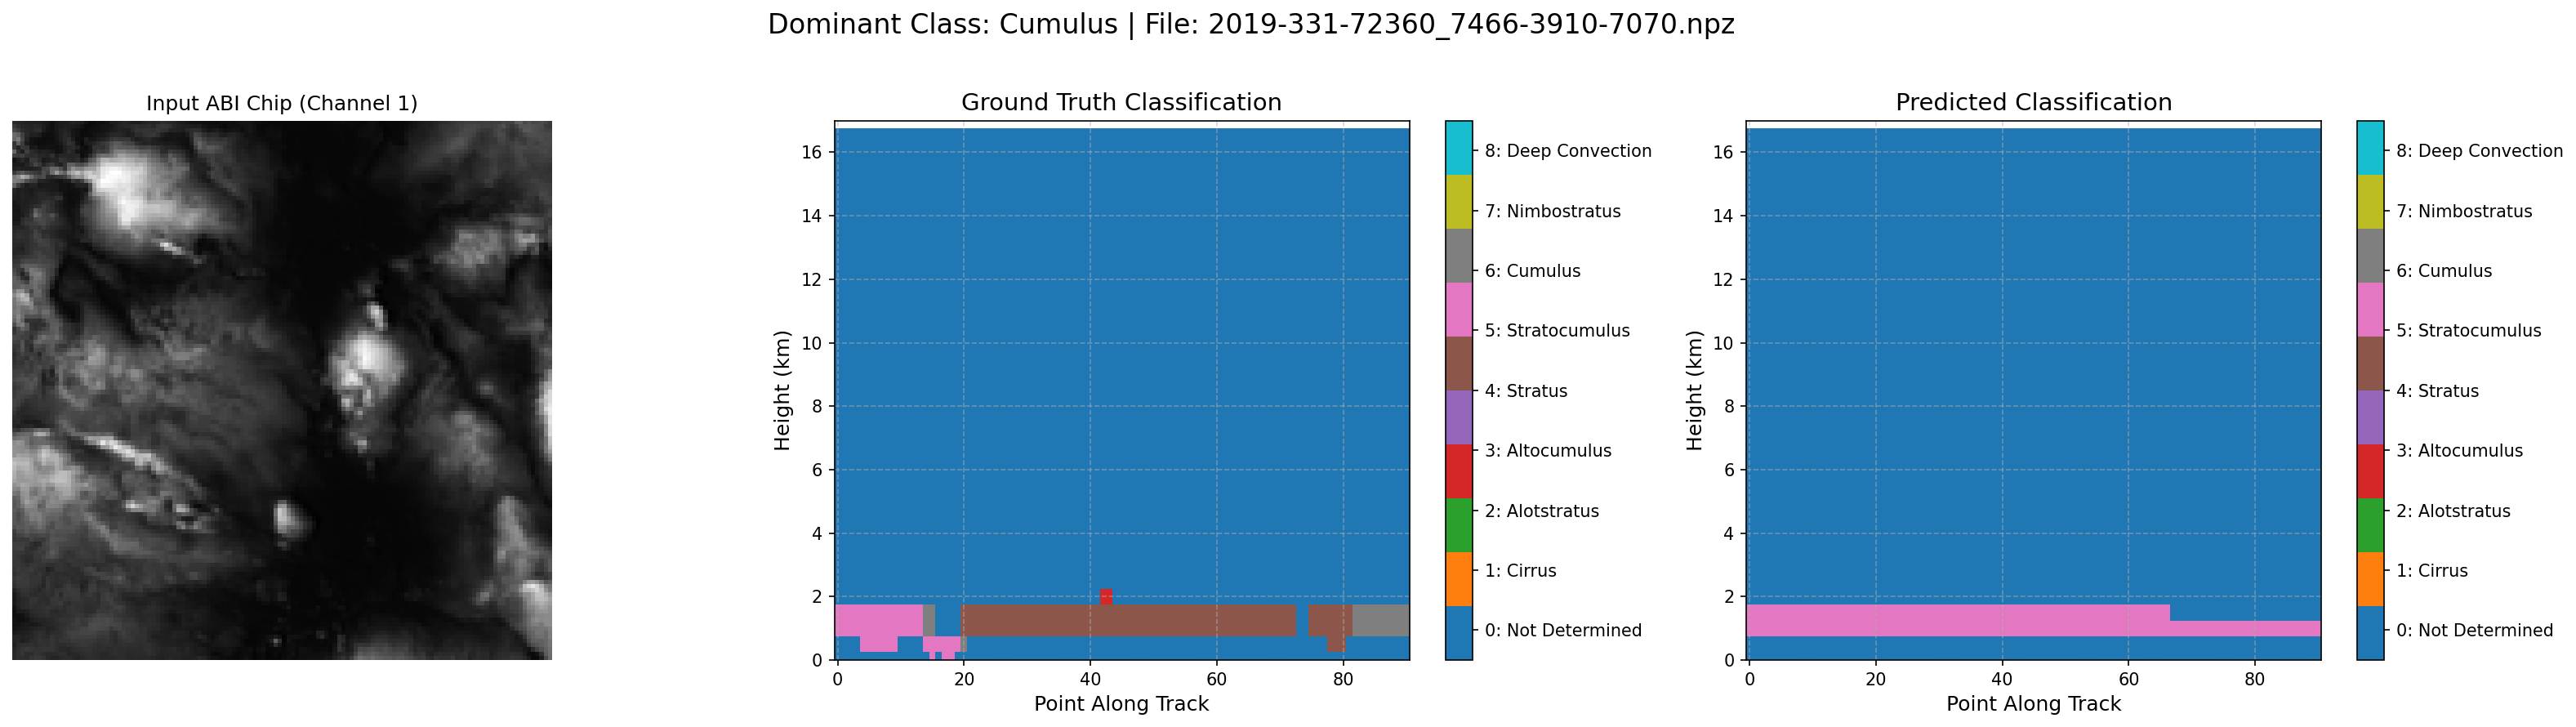 Dominant Class: Cumulus | File: 2019-331-72360_7466-3910-7070.npz
Input ABI Chip (Channel 1)
Ground Truth Classification
Height (km)
16
14
12
10
8
6
4
2
0
0 20 40 60 80
Point Along Track
8: Deep Convection
7: Nimbostratus
6: Cumulus
5: Stratocumulus
4: Stratus
3: Altocumulus
2: Alotstratus
1: Cirrus
0: Not Determined
Predicted Classification
Height (km)
16
14
12
10
8
6
4
2
0
0 20 40 60 80
Point Along Track
8: Deep Convection
7: Nimbostratus
6: Cumulus
5: Stratocumulus
4: Stratus
3: Altocumulus
2: Alotstratus
1: Cirrus
0: Not Determined